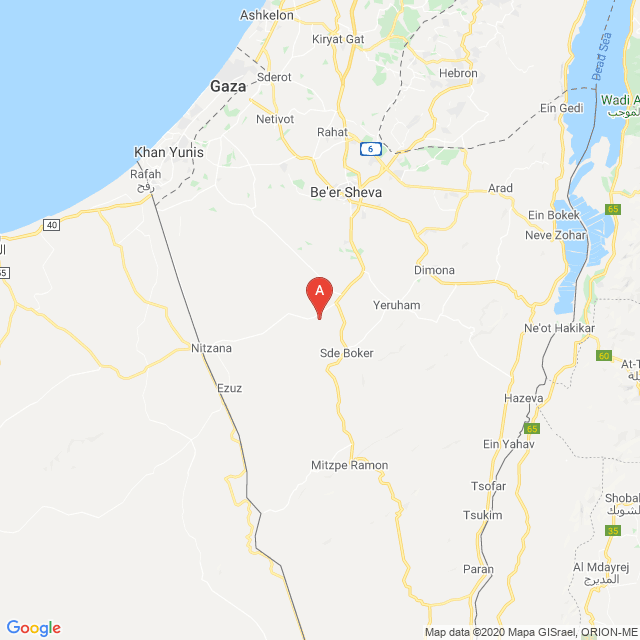 Ashkelon
Kiryat Gat
Dead Sea
Sderot
Hebron
Gaza
Wadi A
الموجب
Ein Gedi
Netivot
Rahat
6
Khan Yunis
Rafah
رفح
Be'er Sheva
Arad
65
Ein Bokek
40
Neve Zohar
ال
55
Dimona
A
Yeruham
Ne'ot Hakikar
Nitzana
Sde Boker
60
At-T
يلة
Ezuz
Hazeva
65
Ein Yahav
Mitzpe Ramon
Tsofar
Shobak
الشوبك
Tsukim
35
Paran
Al Mdayrej
المديرج
Google
Map data ©2020 Mapa GISrael, ORION-ME